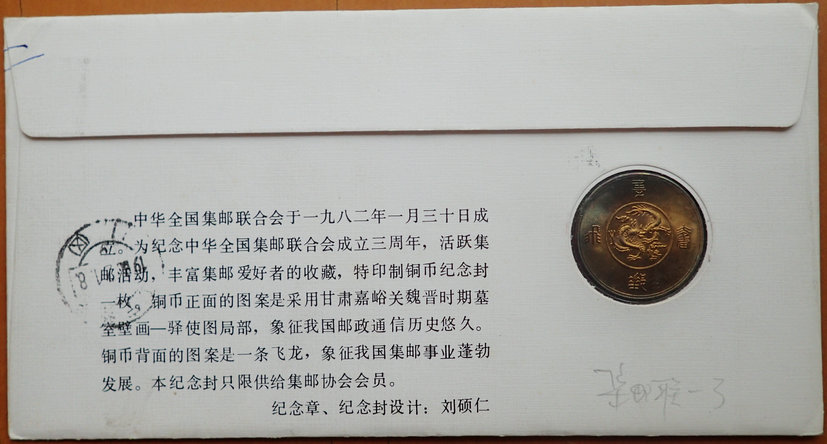 中华全国集邮联合会于一九八二年一月三十日成
立。为纪念中华全国集邮联合会成立三周年，活跃集
邮活动，丰富集邮爱好者的收藏，特印制铜币纪念封
一枚。铜币正面的图案是采用甘肃嘉峪关魏晋时期墓
室壁画—驿使图局部，象征我国邮政通信历史悠久。
铜币背面的图案是一条飞龙，象征我国集邮事业蓬勃
发展。本纪念封只限供给集邮协会会员。
纪念章、纪念封设计：刘硕仁